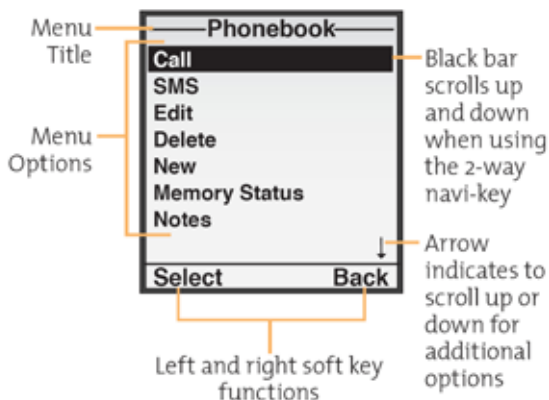 Menu
Title
Phonebook
Call
SMS
Edit
Delete
New
Memory Status
Notes
↓
Select Back
Menu
Options
Black bar
scrolls up
and down
when using
the 2-way
navi-key
Arrow
indicates to
scroll up or
down for
additional
options
Left and right soft key
functions